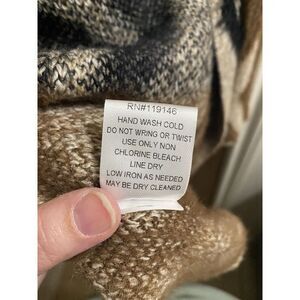 RN#119146
HAND WASH COLD
DO NOT WRING OR TWIST
USE ONLY NON
CHLORINE BLEACH
LINE DRY
LOW IRON AS NEEDED
MAY BE DRY CLEANED